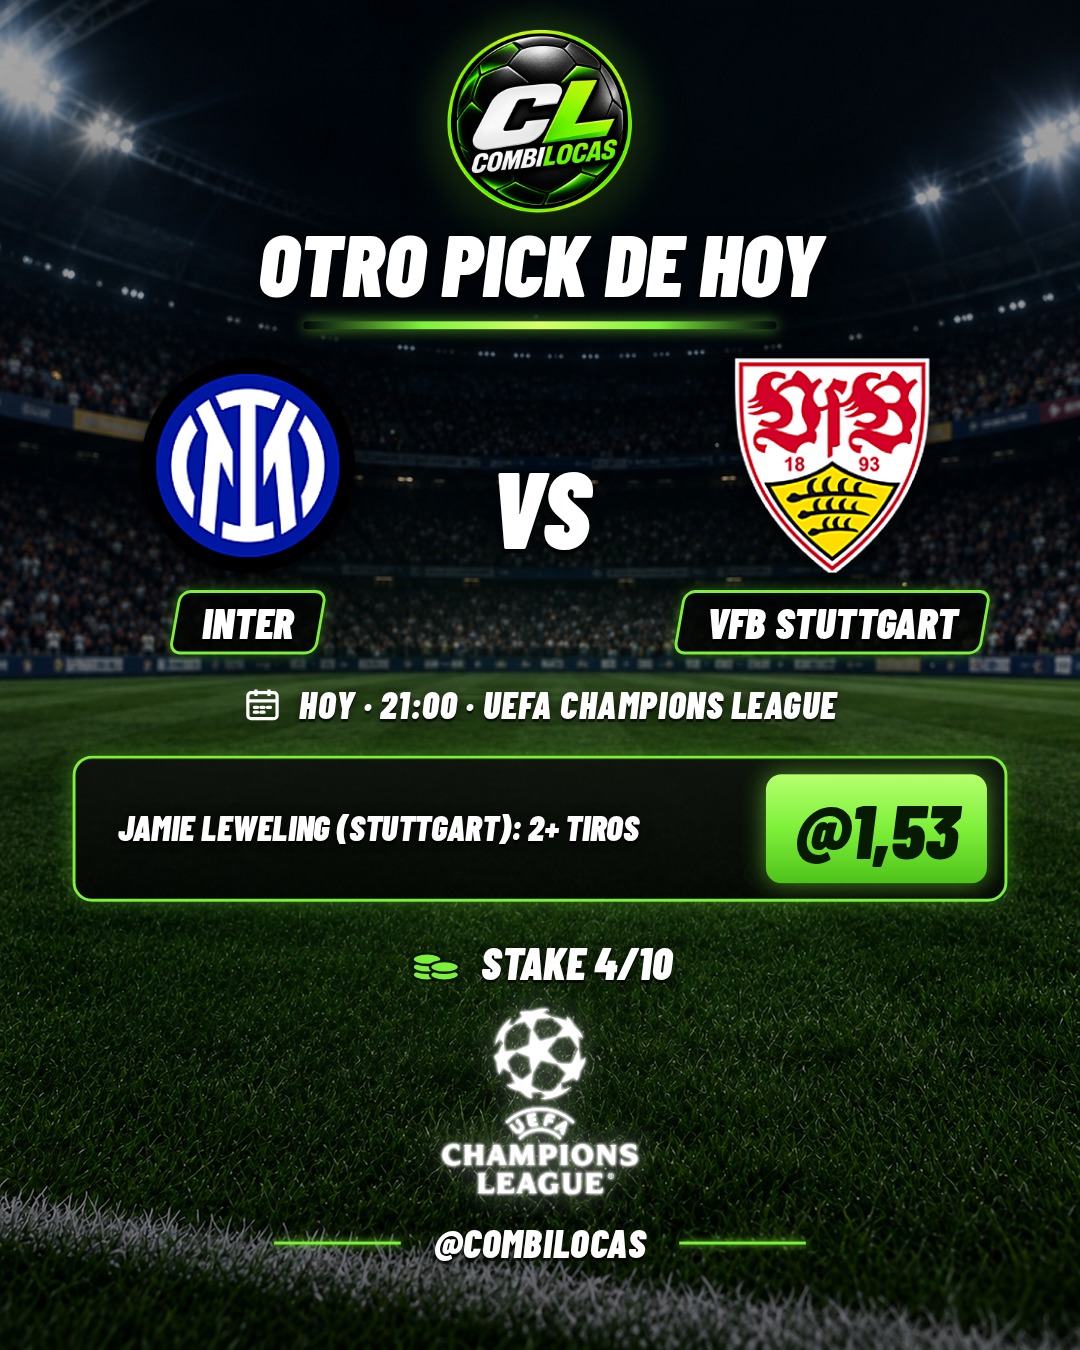 CL
COMBILOCAS
OTRO PICK DE HOY
VfB
18 93
VS
INTER
VFB STUTTGART
HOY · 21:00 · UEFA CHAMPIONS LEAGUE
JAMIE LEWELING (STUTTGART): 2+ TIROS
@1,53
STAKE 4/10
UEFA
CHAMPIONS
LEAGUE®
@COMBILOCAS